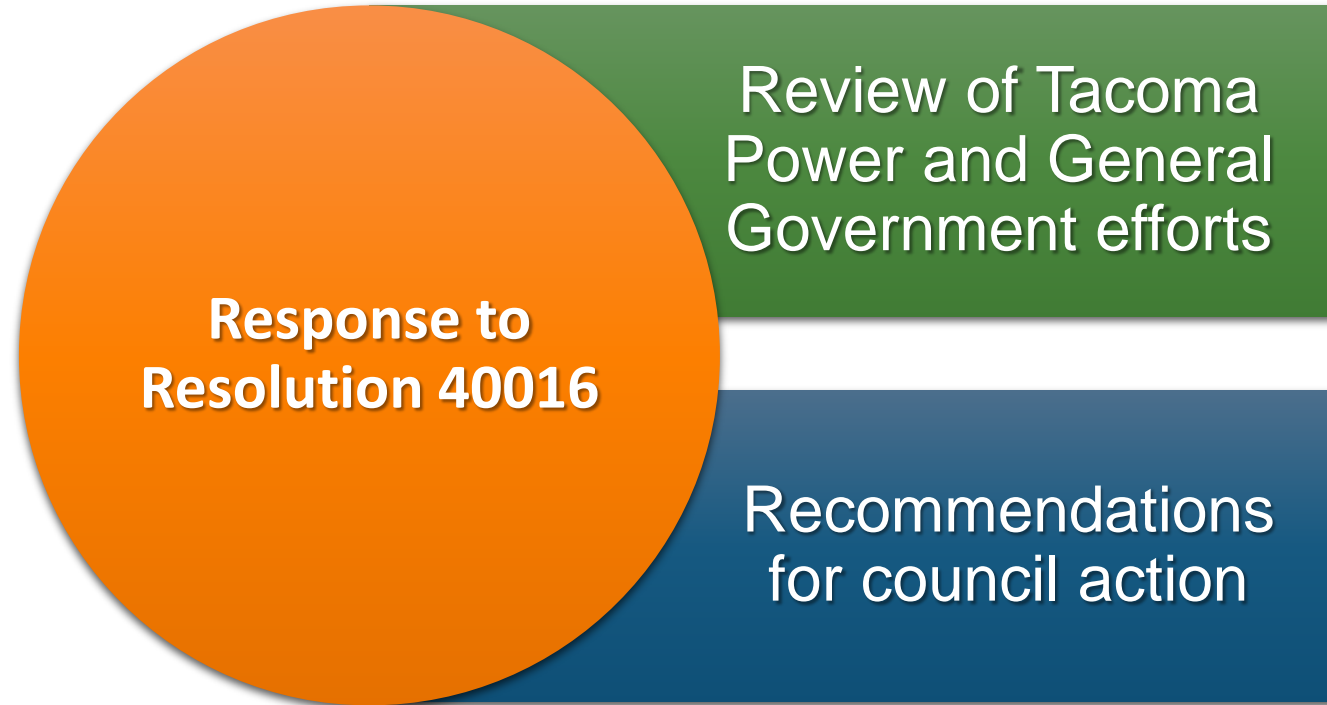 Response to
Resolution 40016
Review of Tacoma
Power and General
Government efforts
Recommendations
for council action